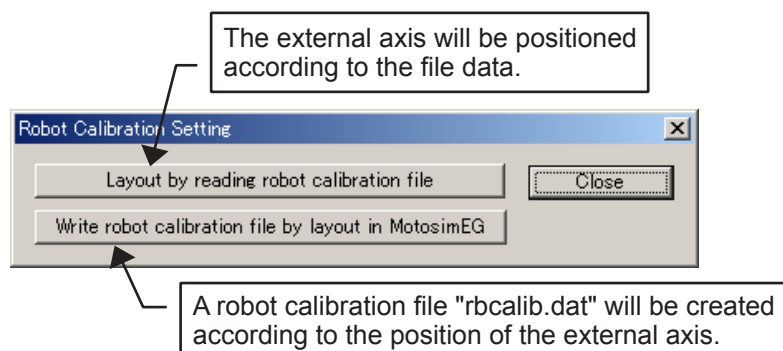 The external axis will be positioned
according to the file data.
Robot Calibration Setting
Layout by reading robot calibration file
Close
Write robot calibration file by layout in MotosimEG
A robot calibration file "rbcalib.dat" will be created
according to the position of the external axis.